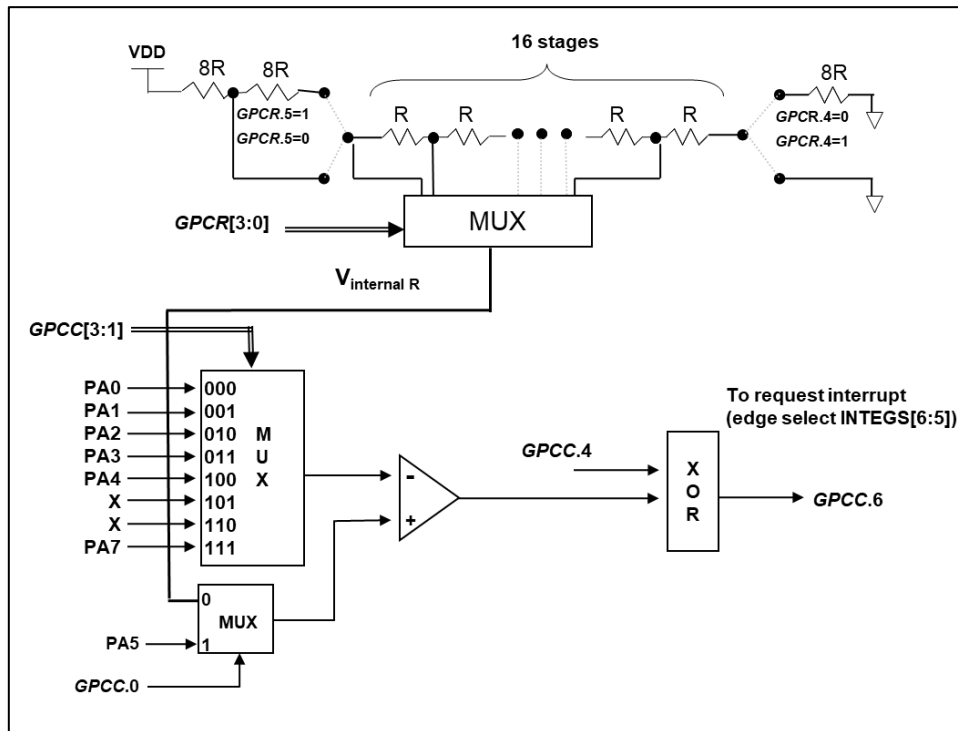 16 stages
VDD
8R
8R
8R
GPCR.5=1
GPCR.5=0
R
R
R
R
GPCR.4=0
GPCR.4=1
GPCR[3:0]
MUX
V internal R
GPCC[3:1]
PA0
000
PA1
001
PA2
010
M
PA3
011
U
PA4
100
X
X
101
X
110
PA7
111
-
+
To request interrupt
(edge select INTEGS[6:5])
GPCC.4
X
O
R
GPCC.6
0
MUX
PA5
1
GPCC.0